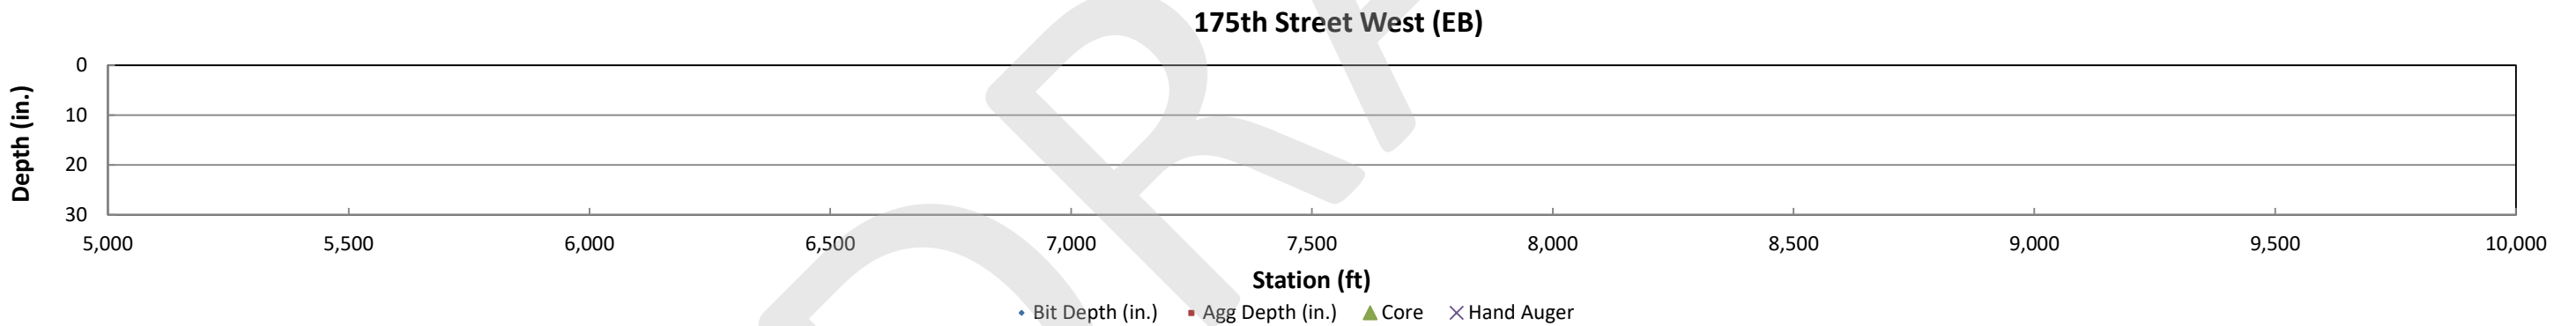 175th Street West (EB)
Depth (in.)
0
10
20
30
5,000 5,500 6,000 6,500 7,000 7,500 8,000 8,500 9,000 9,500 10,000
Station (ft)
Bit Depth (in.) Agg Depth (in.) Core Hand Auger